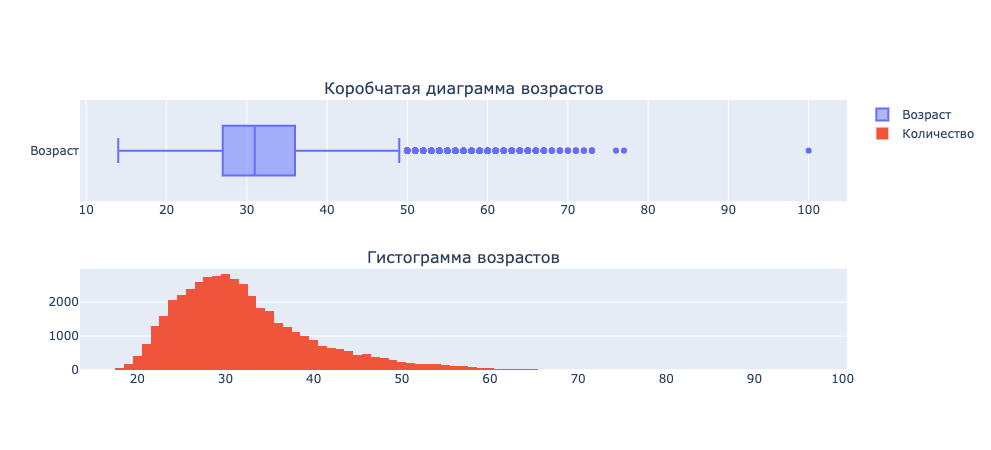 Коробчатая диаграмма возрастов
Возраст
10 20 30 40 50 60 70 80 90 100
Возраст
Количество
Гистограмма возрастов
2000
1000
0
20 30 40 50 60 70 80 90 100